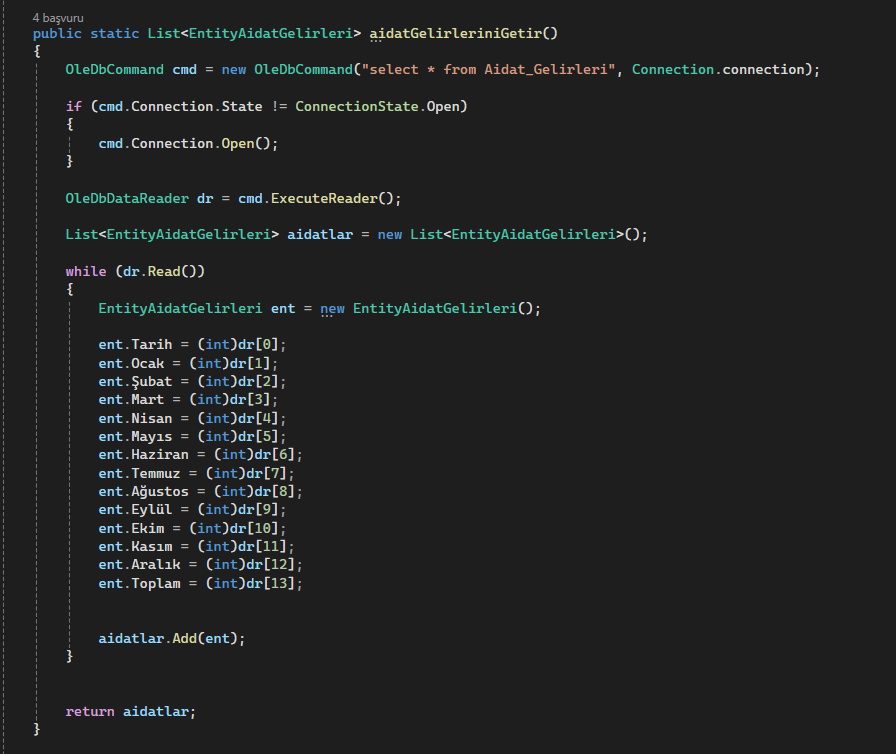 4 başvuru
public static List<EntityAidatGelirleri> aidatGelirleriniGetir()
{
OleDbCommand cmd = new OleDbCommand("select * from Aidat_Gelirleri", Connection.connection);
if (cmd.Connection.State != ConnectionState.Open)
{
cmd.Connection.Open();
}
OleDbDataReader dr = cmd.ExecuteReader();
List<EntityAidatGelirleri> aidatlar = new List<EntityAidatGelirleri>();
while (dr.Read())
{
EntityAidatGelirleri ent = new EntityAidatGelirleri();
ent.Tarih = (int)dr[0];
ent.Ocak = (int)dr[1];
ent.Şubat = (int)dr[2];
ent.Mart = (int)dr[3];
ent.Nisan = (int)dr[4];
ent.Mayıs = (int)dr[5];
ent.Haziran = (int)dr[6];
ent.Temmuz = (int)dr[7];
ent.Ağustos = (int)dr[8];
ent.Eylül = (int)dr[9];
ent.Ekim = (int)dr[10];
ent.Kasım = (int)dr[11];
ent.Aralık = (int)dr[12];
ent.Toplam = (int)dr[13];
aidatlar.Add(ent);
}
return aidatlar;
}